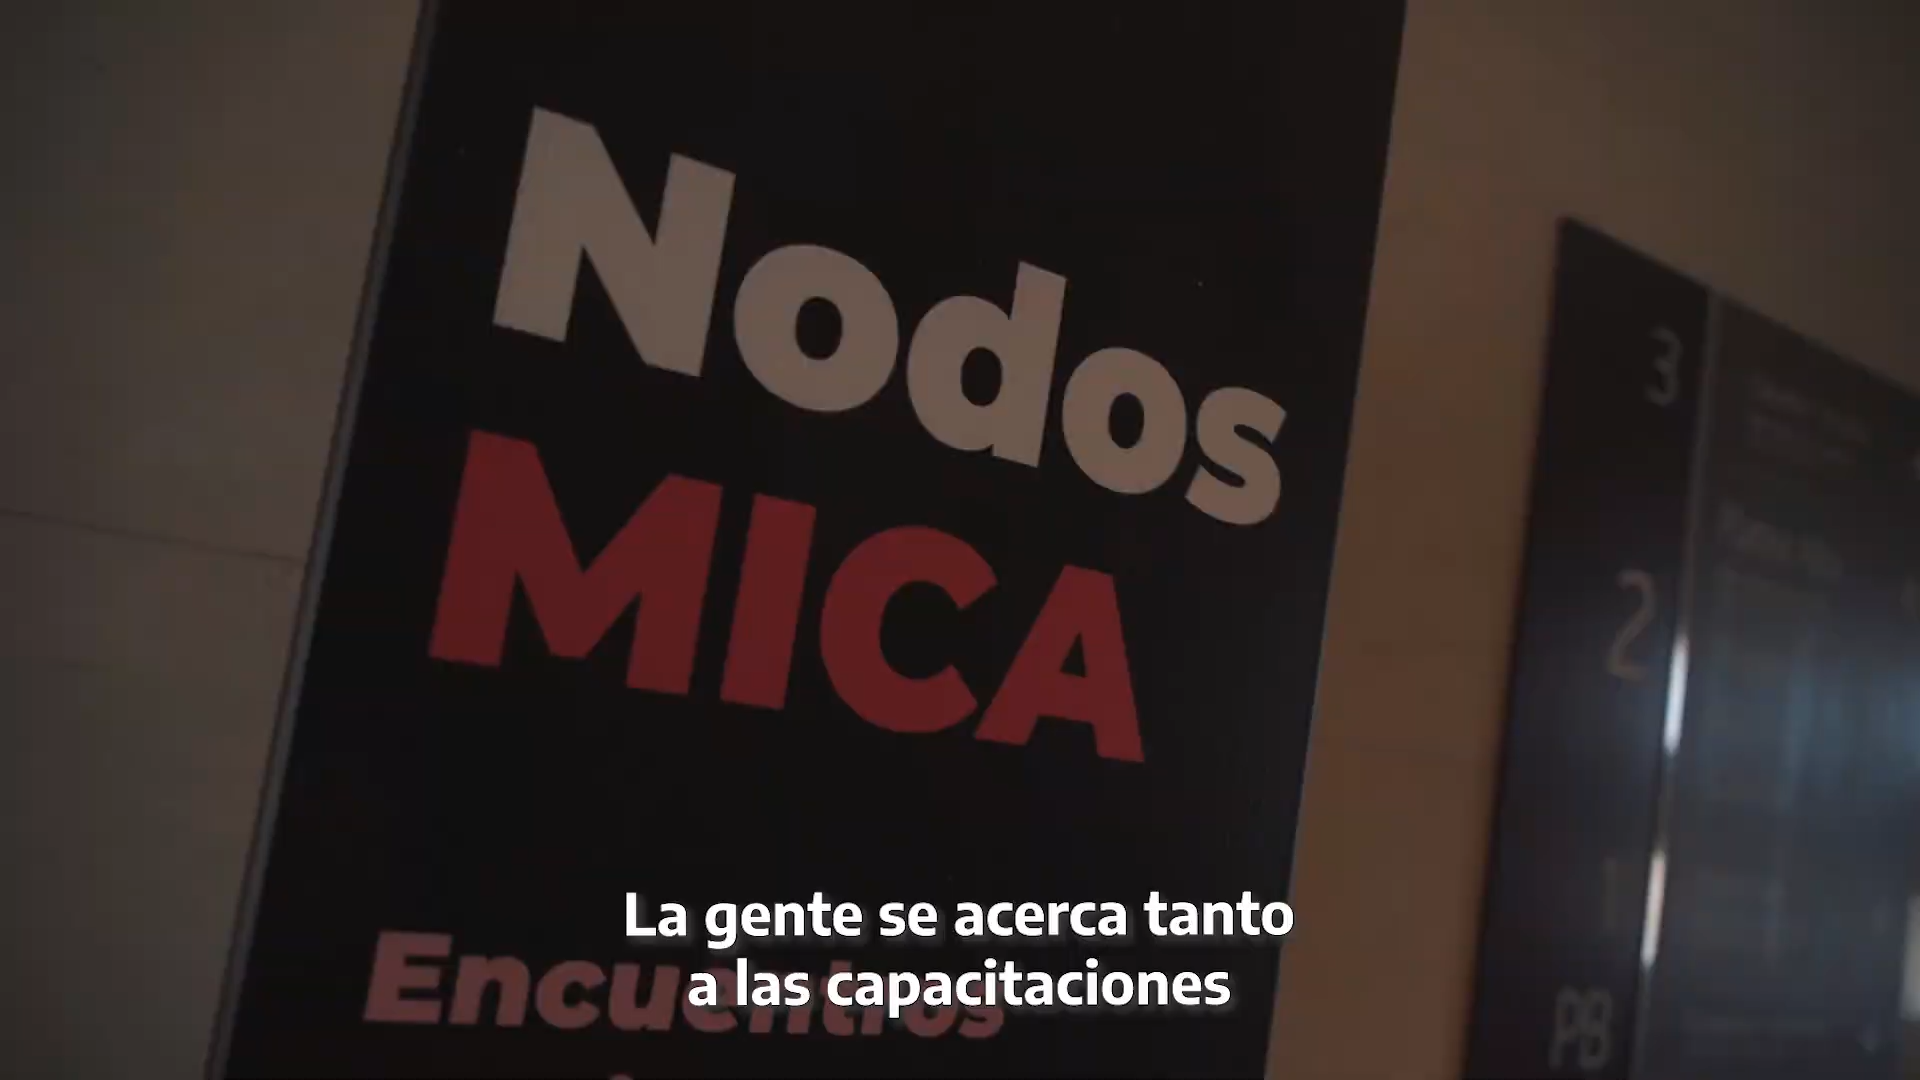 Nodos
MICA
Encuentros
La gente se acerca tanto
a las capacitaciones
3
2
PB